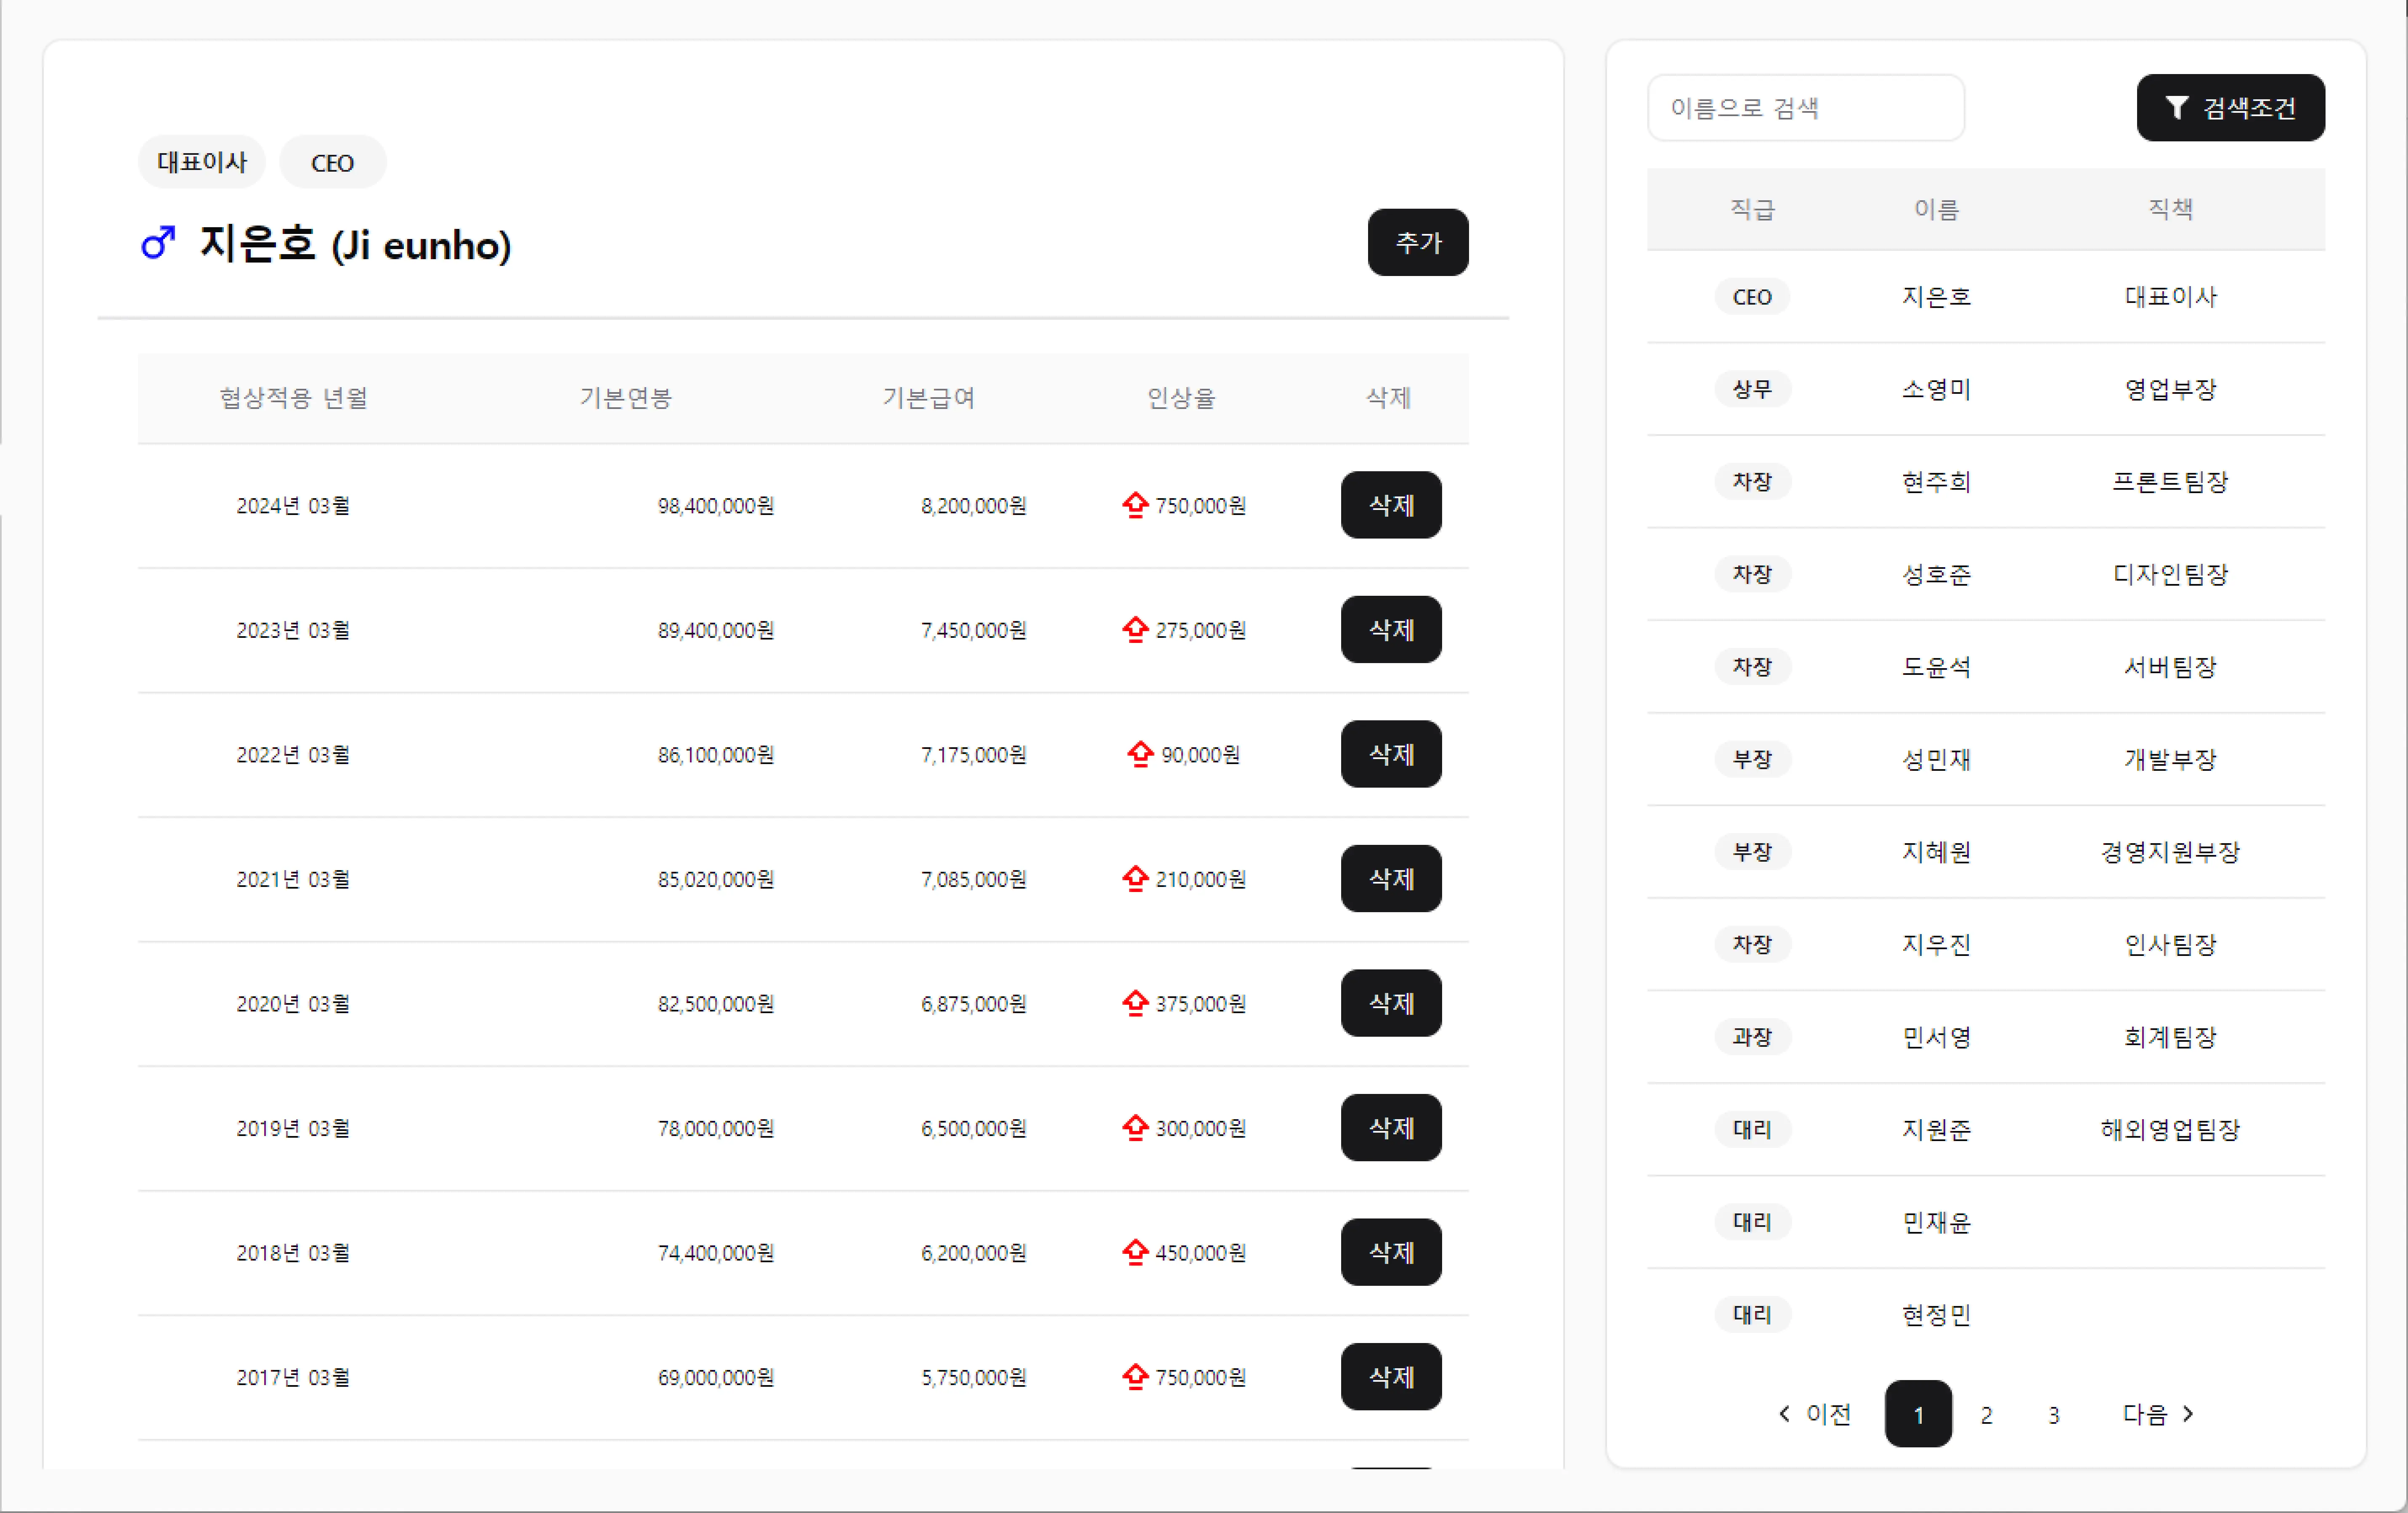 대표이사 CEO
지은호 (Ji eunho)
추가
협상적용 년월 기본연봉 기본급여 인상율 삭제
2024년 03월 98,400,000원 8,200,000원 750,000원 삭제
2023년 03월 89,400,000원 7,450,000원 275,000원 삭제
2022년 03월 86,100,000원 7,175,000원 90,000원 삭제
2021년 03월 85,020,000원 7,085,000원 210,000원 삭제
2020년 03월 82,500,000원 6,875,000원 375,000원 삭제
2019년 03월 78,000,000원 6,500,000원 300,000원 삭제
2018년 03월 74,400,000원 6,200,000원 450,000원 삭제
2017년 03월 69,000,000원 5,750,000원 750,000원 삭제
이름으로 검색 검색조건
직급 이름 직책
CEO 지은호 대표이사
상무 소영미 영업부장
차장 현주희 프론트팀장
차장 성호준 디자인팀장
차장 도윤석 서버팀장
부장 성민재 개발부장
부장 지혜원 경영지원부장
차장 지우진 인사팀장
과장 민서영 회계팀장
대리 지원준 해외영업팀장
대리 민재윤
대리 현정민
이전 1 2 3 다음